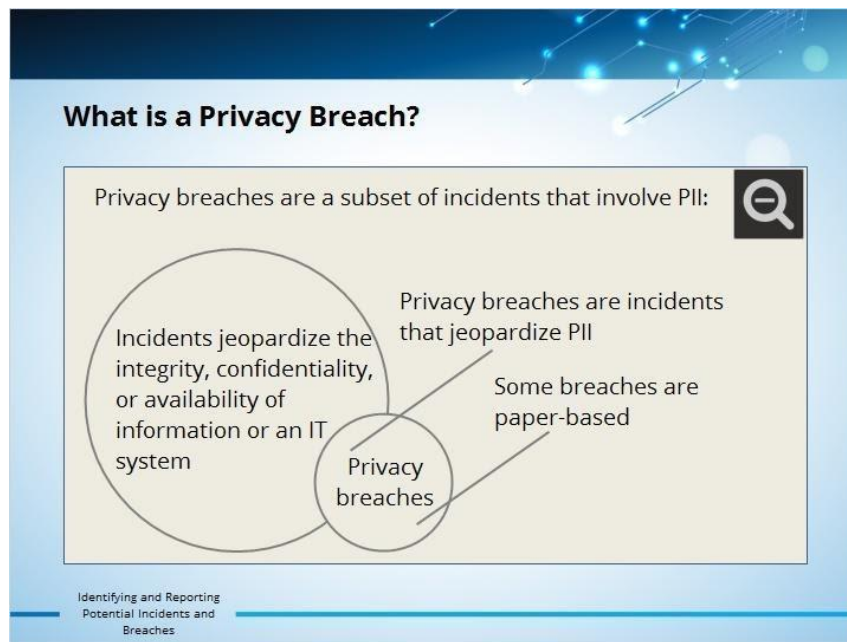 What is a Privacy Breach?
Privacy breaches are a subset of incidents that involve PII:
Incidents jeopardize the
integrity, confidentiality,
or availability of
information or an IT
system
Privacy breaches are incidents
that jeopardize PII
Some breaches are
paper-based
Privacy
breaches
Identifying and Reporting
Potential Incidents and
Breaches